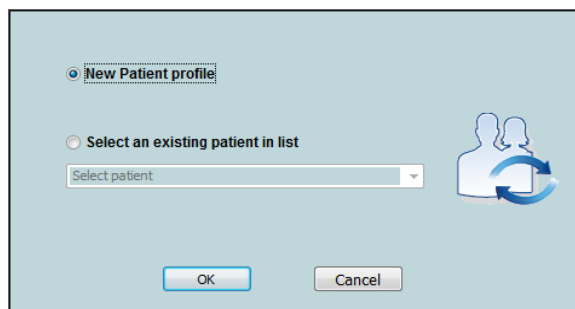 New Patient profile
Select an existing patient in list
Select patient
OK Cancel